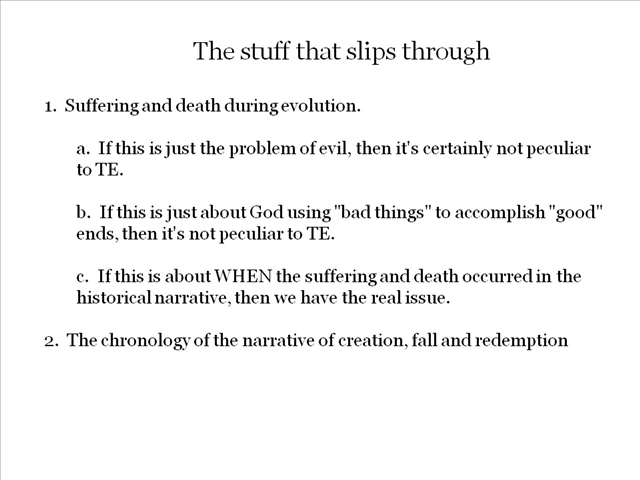 The stuff that slips through
1. Suffering and death during evolution.
a. If this is just the problem of evil, then it's certainly not peculiar
to TE.
b. If this is just about God using "bad things" to accomplish "good"
ends, then it's not peculiar to TE.
c. If this is about WHEN the suffering and death occurred in the
historical narrative, then we have the real issue.
2. The chronology of the narrative of creation, fall and redemption